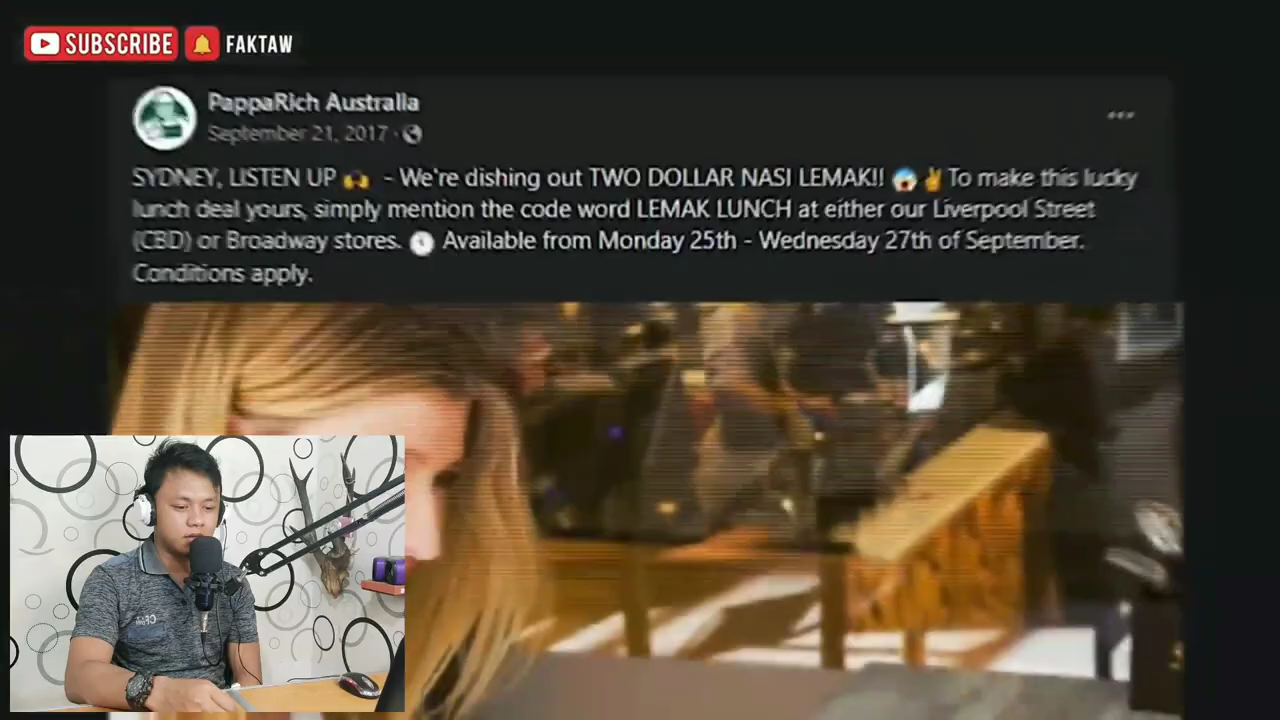 SUBSCRIBE FAKTAW
PappaRich Australia
September 21, 2017 ·
SYDNEY, LISTEN UP 🙌 - We're dishing out TWO DOLLAR NASI LEMAK!! 😱✌️To make this lucky
lunch deal yours, simply mention the code word LEMAK LUNCH at either our Liverpool Street
(CBD) or Broadway stores. 🕙 Available from Monday 25th - Wednesday 27th of September.
Conditions apply.